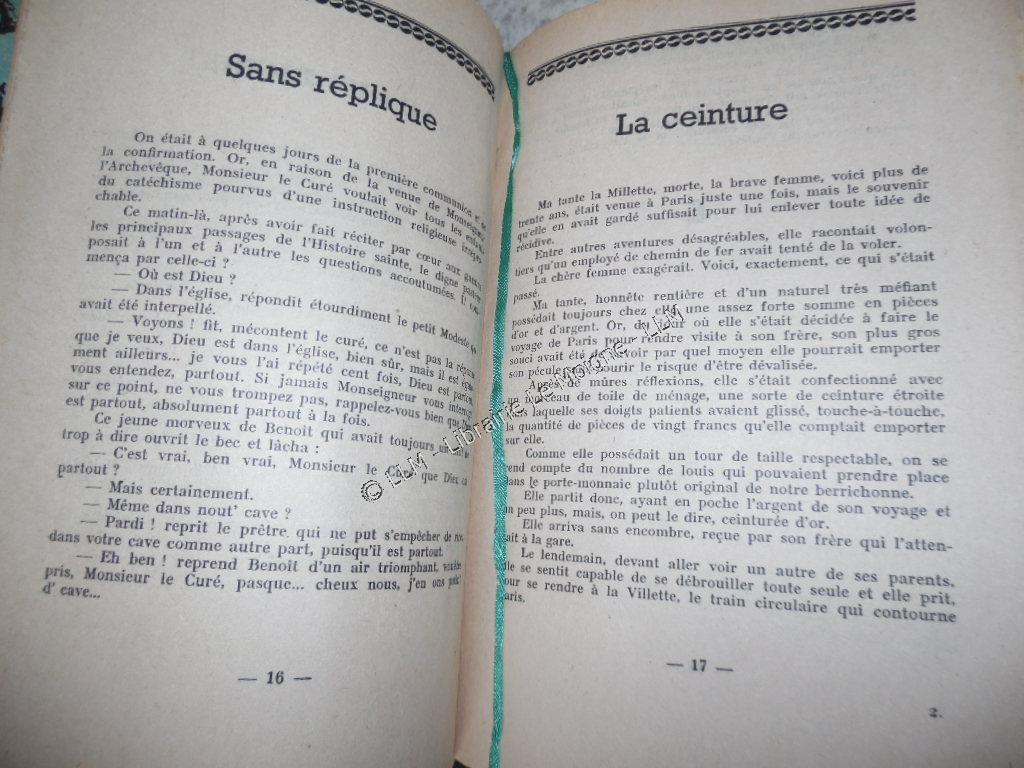 Sans réplique
On était à quelques jours de la première communion et de
la confirmation. Or, en raison de la venue de Monseigneur
l'Archevêque, Monsieur le Curé voulait voir tous les
du catéchisme pourvus d'une instruction religieuse
chable.
Ce matin-là, après avoir fait réciter par cœur aux
les principaux passages de l'Histoire sainte, le digne
posait à l'un et à l'autre les questions accoutumées. Il
mença par celle-ci ?
— Où est Dieu ?
— Dans l'église, répondit étourdiment le petit Modeste
avait été interpellé.
— Voyons ! fit, mécontent le curé, ce n'est pas la
que je veux, Dieu est dans l'église, bien sûr, mais il est
ment ailleurs... je vous l'ai répété cent fois, Dieu est
vous entendez, partout. Si jamais Monseigneur vous
sur ce point, ne vous trompez pas, rappelez-vous bien que
est partout, absolument partout à la fois.
Ce jeune morveux de Benoît qui avait toujours un
trop à dire ouvrit le bec et lâcha :
— C'est vrai, ben vrai, Monsieur le que Dieu
partout ?
— Mais certainement.
— Même dans nout' cave ?
— Pardi ! reprit le prêtre qui ne put s'empêcher de
dans votre cave comme autre part, puisqu'il est partout.
— Eh ben ! reprend Benoît d'un air triomphant,
pris, Monsieur le Curé, pasque... cheux nous, j'en ons
d' cave...
— 16 —
La ceinture
Ma tante la Millette, morte, la brave femme, voici plus de
trente ans, était venue à Paris juste une fois, mais le souvenir
qu'elle en avait gardé suffisait pour lui enlever toute idée de
récidive.
Entre autres aventures désagréables, elle racontait volon-
tiers qu'un employé de chemin de fer avait tenté de la voler.
La chère femme exagérait. Voici, exactement, ce qui s'était
passé.
Ma tante, honnête rentière et d'un naturel très méfiant
possédait toujours chez elle une assez forte somme en pièces
d'or et d'argent. Or, du jour où elle s'était décidée à faire le
voyage de Paris pour rendre visite à son frère, son plus gros
souci avait été de savoir par quel moyen elle pourrait emporter
son pécule sans courir le risque d'être dévalisée.
Après de mûres réflexions, elle s'était confectionné avec
un morceau de toile de ménage, une sorte de ceinture étroite
dans laquelle ses doigts patients avaient glissé, touche-à-touche,
la quantité de pièces de vingt francs qu'elle comptait emporter
sur elle.
Comme elle possédait un tour de taille respectable, on se
rend compte du nombre de louis qui pouvaient prendre place
dans le porte-monnaie plutôt original de notre berrichonne.
Elle partit donc, ayant en poche l'argent de son voyage et
un peu plus, mais, on peut le dire, ceinturée d'or.
Elle arriva sans encombre, reçue par son frère qui l'atten-
dait à la gare.
Le lendemain, devant aller voir un autre de ses parents,
elle se sentit capable de se débrouiller toute seule et elle prit,
pour se rendre à la Villette, le train circulaire qui contourne
Paris.
— 17 —
2.
© LLM - Librairie de Morgne - LLM